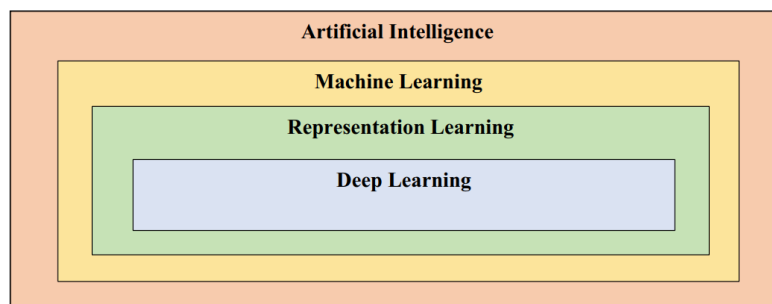 Artificial Intelligence
Machine Learning
Representation Learning
Deep Learning